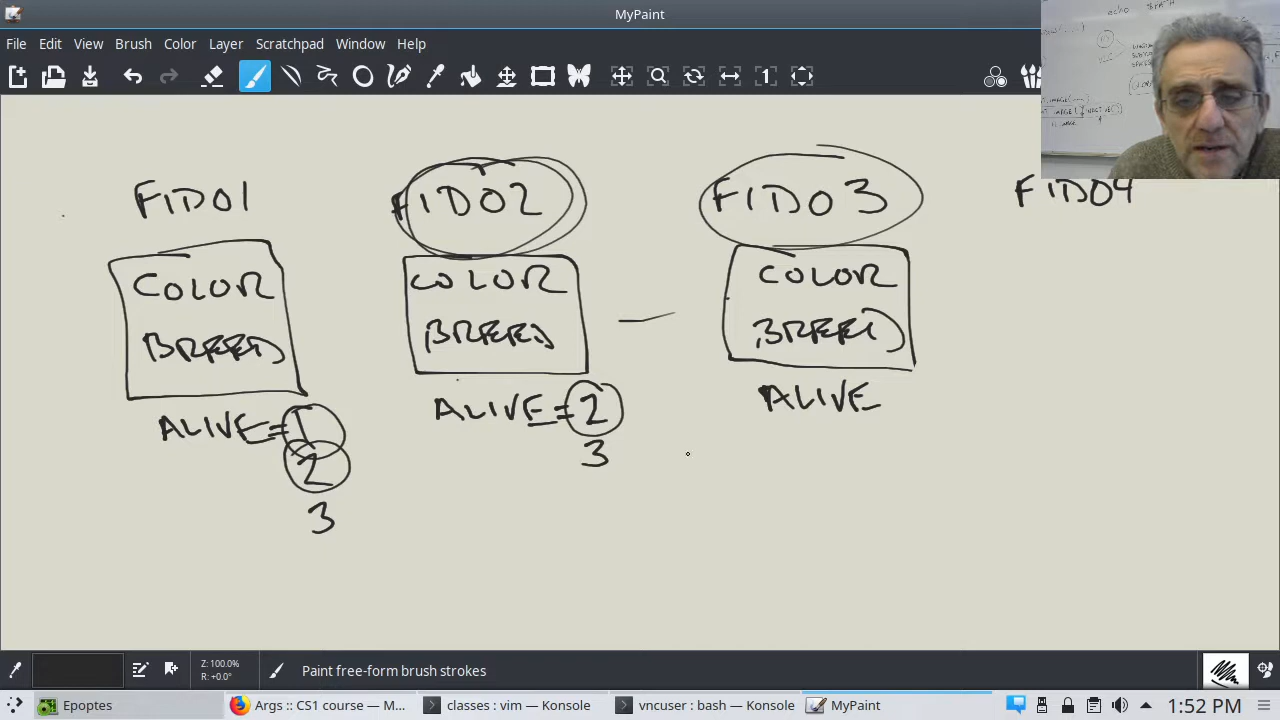 MyPaint
File Edit View Brush Color Layer Scratchpad Window Help
FIDO1 FIDO2 FIDO3 FIDO4
COLOR COLOR COLOR
BREED BREED BREED
ALIVE=1 ALIVE=2 ALIVE
2 3
3
Z: 100.0%
R: +0.0°
Paint free-form brush strokes
Epoptes
Args :: CS1 course — M...
classes : vim — Konsole
vncuser : bash — Konsole
MyPaint
1:52 PM